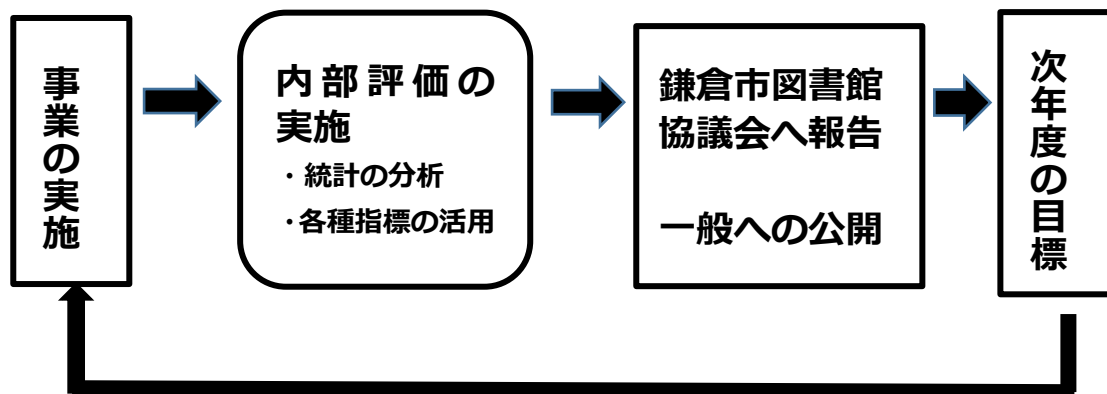 事業の実施
内部評価の
実施
・統計の分析
・各種指標の活用
鎌倉市図書館
協議会へ報告
一般への公開
次年度の目標